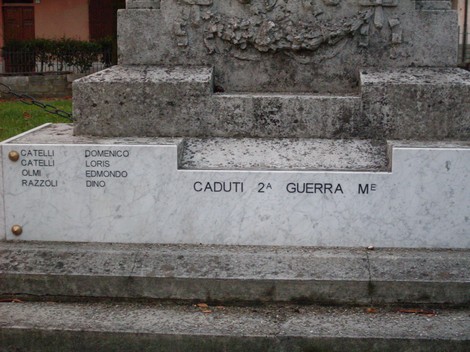 CATELLI DOMENICO
CATELLI LORIS
OLMI EDMONDO
RAZZOLI DINO
CADUTI 2A GUERRA ME